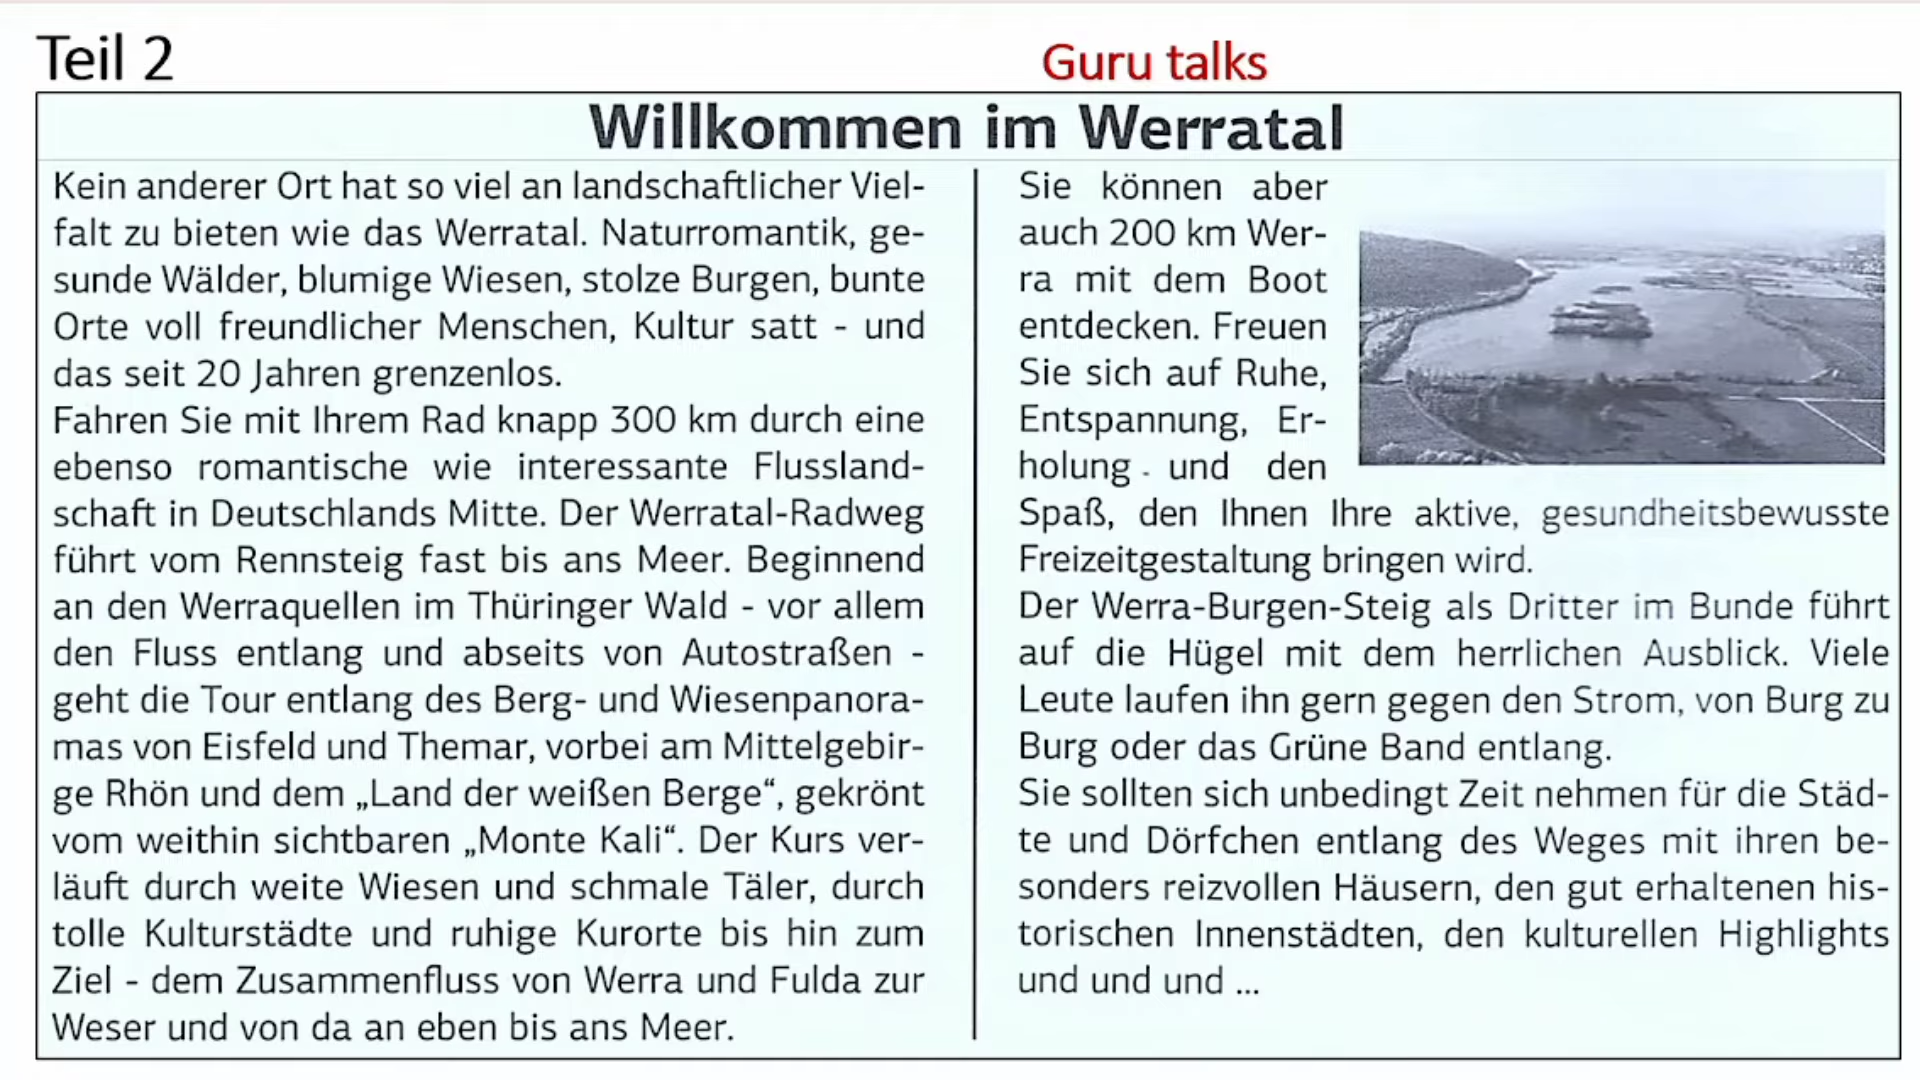 Teil 2
Guru talks
Willkommen im Werratal
Kein anderer Ort hat so viel an landschaftlicher Viel-
falt zu bieten wie das Werratal. Naturromantik, ge-
sunde Wälder, blumige Wiesen, stolze Burgen, bunte
Orte voll freundlicher Menschen, Kultur satt - und
das seit 20 Jahren grenzenlos.
Fahren Sie mit Ihrem Rad knapp 300 km durch eine
ebenso romantische wie interessante Flussland-
schaft in Deutschlands Mitte. Der Werratal-Radweg
führt vom Rennsteig fast bis ans Meer. Beginnend
an den Werraquellen im Thüringer Wald - vor allem
den Fluss entlang und abseits von Autostraßen -
geht die Tour entlang des Berg- und Wiesenpanora-
mas von Eisfeld und Themar, vorbei am Mittelgebir-
ge Rhön und dem „Land der weißen Berge“, gekrönt
vom weithin sichtbaren „Monte Kali“. Der Kurs ver-
läuft durch weite Wiesen und schmale Täler, durch
tolle Kulturstädte und ruhige Kurorte bis hin zum
Ziel - dem Zusammenfluss von Werra und Fulda zur
Weser und von da an eben bis ans Meer.
Sie können aber
auch 200 km Wer-
ra mit dem Boot
entdecken. Freuen
Sie sich auf Ruhe,
Entspannung, Er-
holung - und den
Spaß, den Ihnen Ihre aktive, gesundheitsbewusste
Freizeitgestaltung bringen wird.
Der Werra-Burgen-Steig als Dritter im Bunde führt
auf die Hügel mit dem herrlichen Ausblick. Viele
Leute laufen ihn gern gegen den Strom, von Burg zu
Burg oder das Grüne Band entlang.
Sie sollten sich unbedingt Zeit nehmen für die Städ-
te und Dörfchen entlang des Weges mit ihren be-
sonders reizvollen Häusern, den gut erhaltenen his-
torischen Innenstädten, den kulturellen Highlights
und und und ...